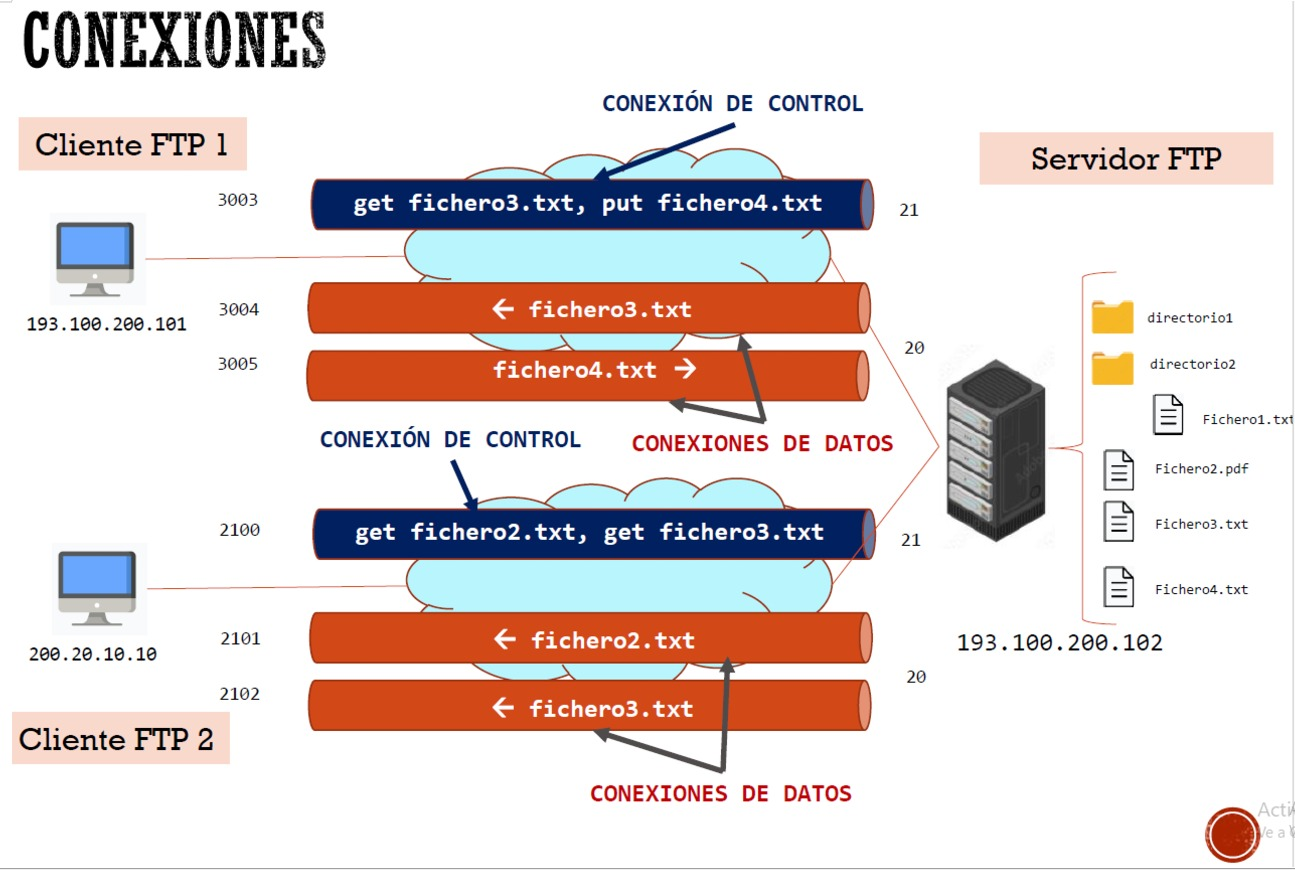 CONEXIONES
CONEXIÓN DE CONTROL
Cliente FTP 1
Servidor FTP
3003
get fichero3.txt, put fichero4.txt
21
193.100.200.101
3004
← fichero3.txt
directorio1
20
3005
fichero4.txt →
directorio2
Fichero1.txt
CONEXIÓN DE CONTROL
CONEXIONES DE DATOS
Fichero2.pdf
2100
get fichero2.txt, get fichero3.txt
21
Fichero3.txt
Fichero4.txt
200.20.10.10
2101
← fichero2.txt
193.100.200.102
20
2102
← fichero3.txt
Cliente FTP 2
CONEXIONES DE DATOS
Ve a